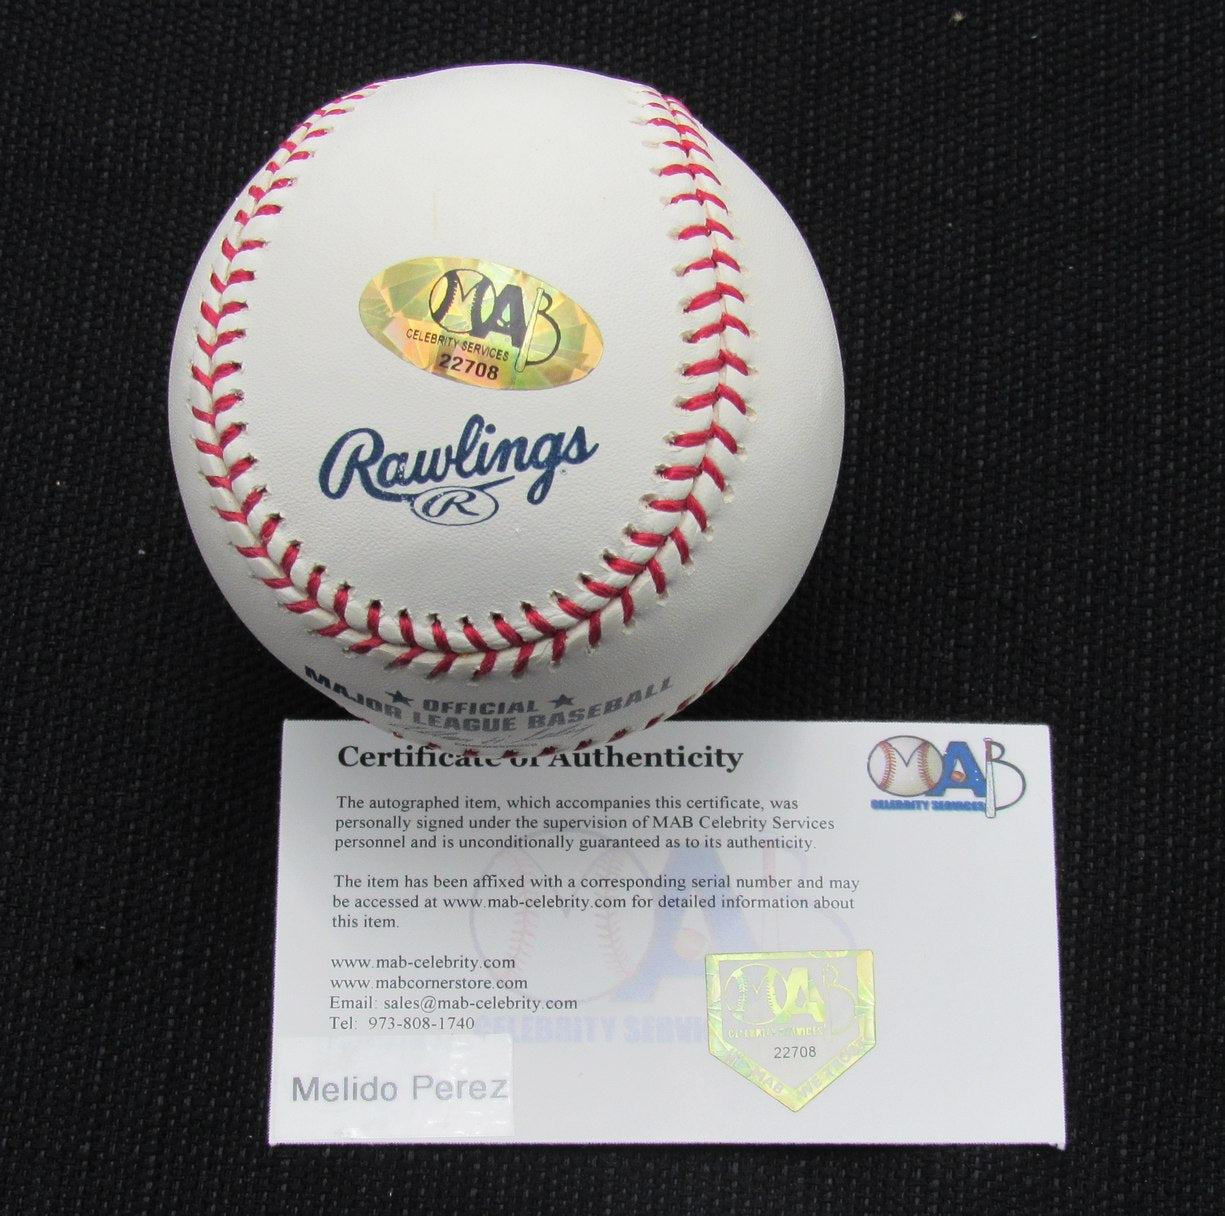 MAB
CELEBRITY SERVICES
22708
Rawlings
R
OFFICIAL
MAJOR LEAGUE BASEBALL
Certificate of Authenticity
MAB
CELEBRITY SERVICES
The autographed item, which accompanies this certificate, was
personally signed under the supervision of MAB Celebrity Services
personnel and is unconditionally guaranteed as to its authenticity.
The item has been affixed with a corresponding serial number and may
be accessed at www.mab-celebrity.com for detailed information about
this item.
www.mab-celebrity.com
www.mabcornerstore.com
Email: sales@mab-celebrity.com
Tel: 973-808-1740
CELEBRITY SERVI
MAB
CELEBRITY SERVICES
22708
Melido Perez